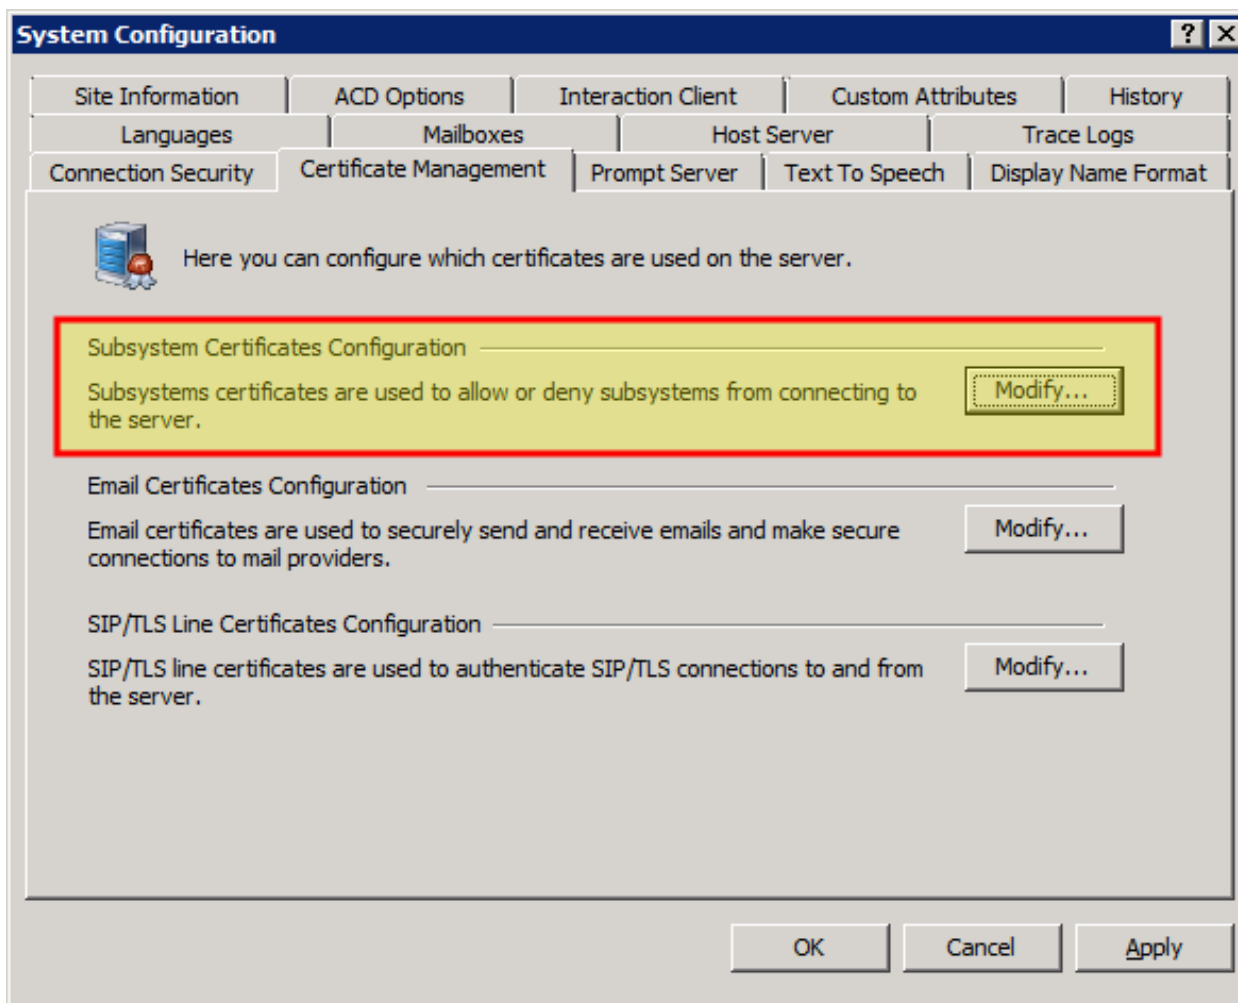 System Configuration
Site Information
ACD Options
Interaction Client
Custom Attributes
History
Languages
Mailboxes
Host Server
Trace Logs
Connection Security
Certificate Management
Prompt Server
Text To Speech
Display Name Format
Here you can configure which certificates are used on the server.
Subsystem Certificates Configuration
Subsystems certificates are used to allow or deny subsystems from connecting to
the server.
Modify...
Email Certificates Configuration
Email certificates are used to securely send and receive emails and make secure
connections to mail providers.
Modify...
SIP/TLS Line Certificates Configuration
SIP/TLS line certificates are used to authenticate SIP/TLS connections to and from
the server.
Modify...
OK
Cancel
Apply